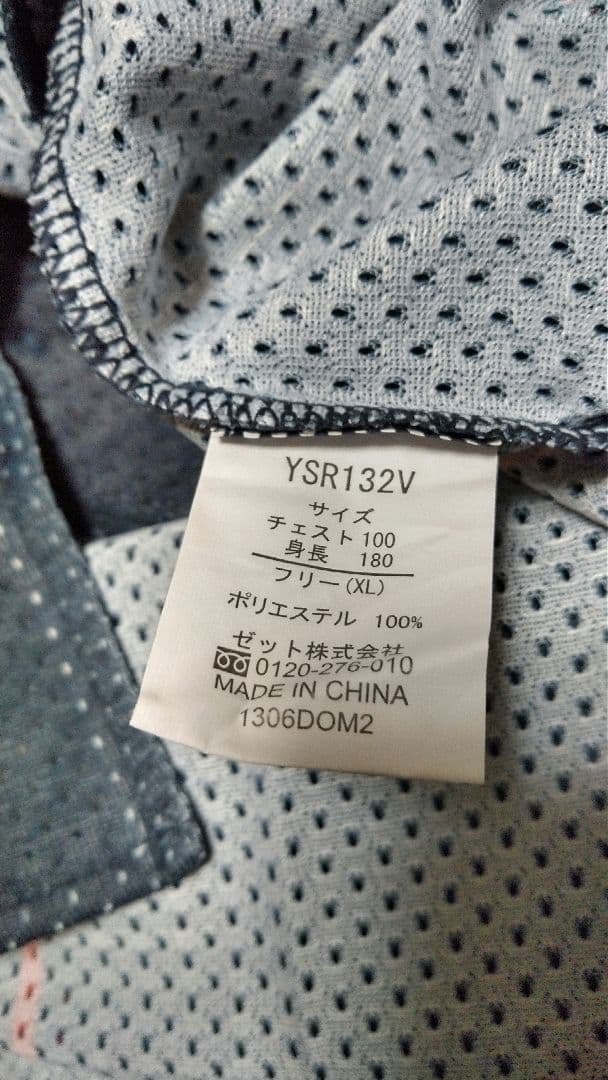 YSR132V
サイズ
チェスト 100
身長 180
フリー(XL)
ポリエステル 100%
ゼット株式会社
0120-276-010
MADE IN CHINA
1306DOM2